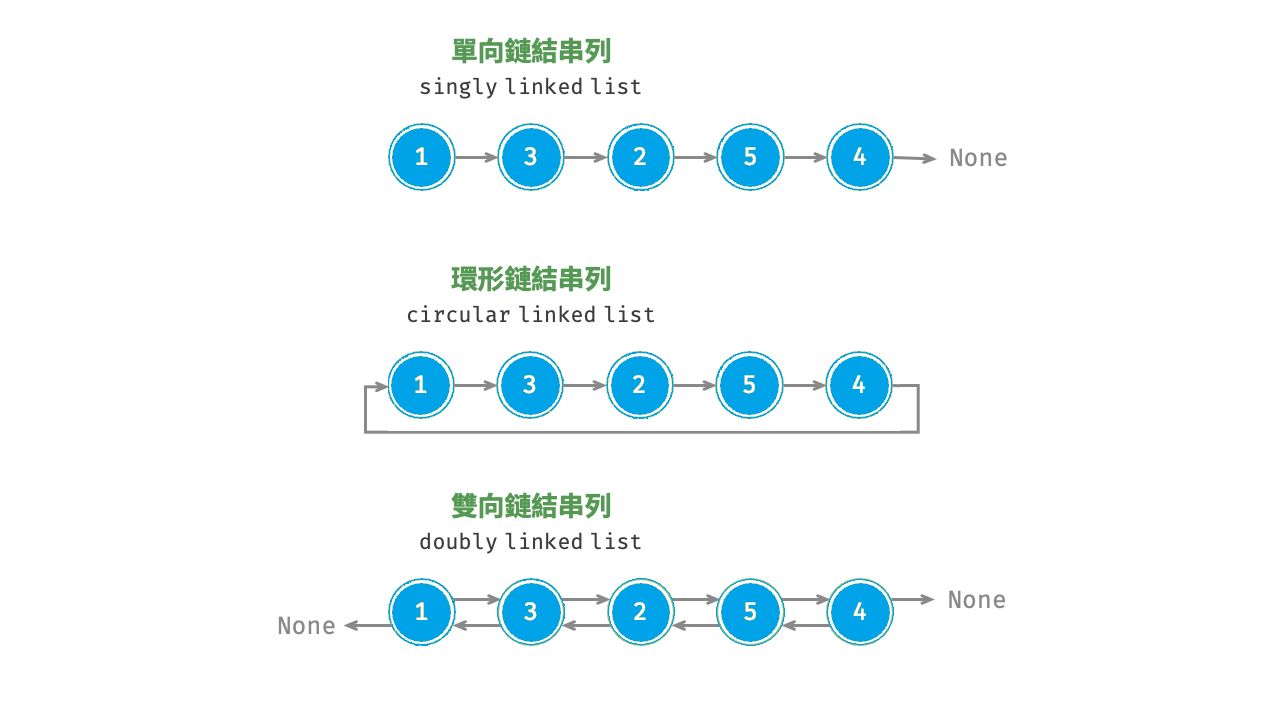 單向鏈結串列
singly linked list
1 3 2 5 4 None
環形鏈結串列
circular linked list
1 3 2 5 4
雙向鏈結串列
doubly linked list
None 1 3 2 5 4 None